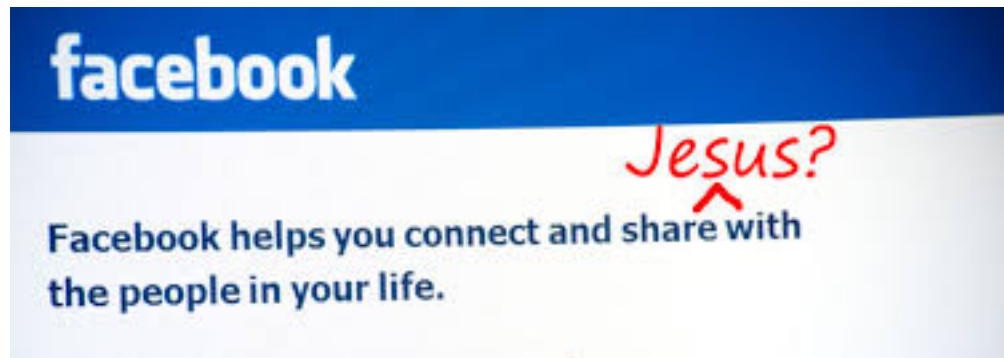 facebook
Jesus?
Facebook helps you connect and share with
the people in your life.